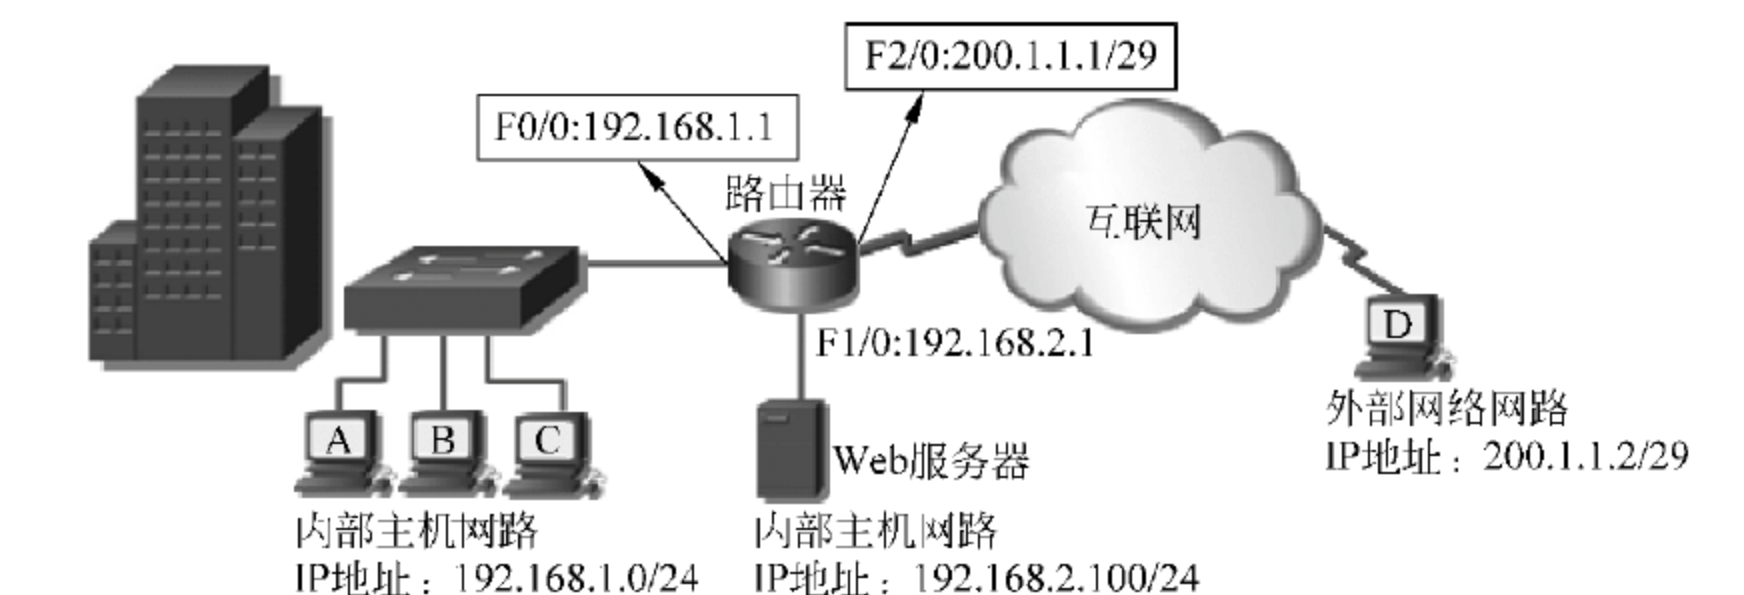 F2/0:200.1.1.1/29
F0/0:192.168.1.1
路由器
互联网
F1/0:192.168.2.1
D
外部网络网路
IP地址：200.1.1.2/29
A
B
C
Web服务器
内部主机网路
IP地址：192.168.1.0/24
内部主机网路
IP地址：192.168.2.100/24